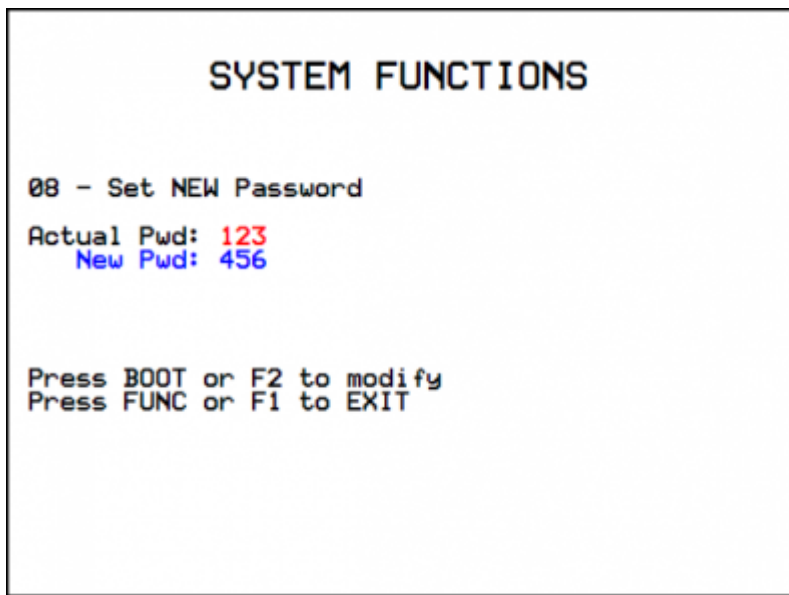 SYSTEM FUNCTIONS
08 - Set NEW Password
Actual Pwd: 123
New Pwd: 456
Press BOOT or F2 to modify
Press FUNC or F1 to EXIT